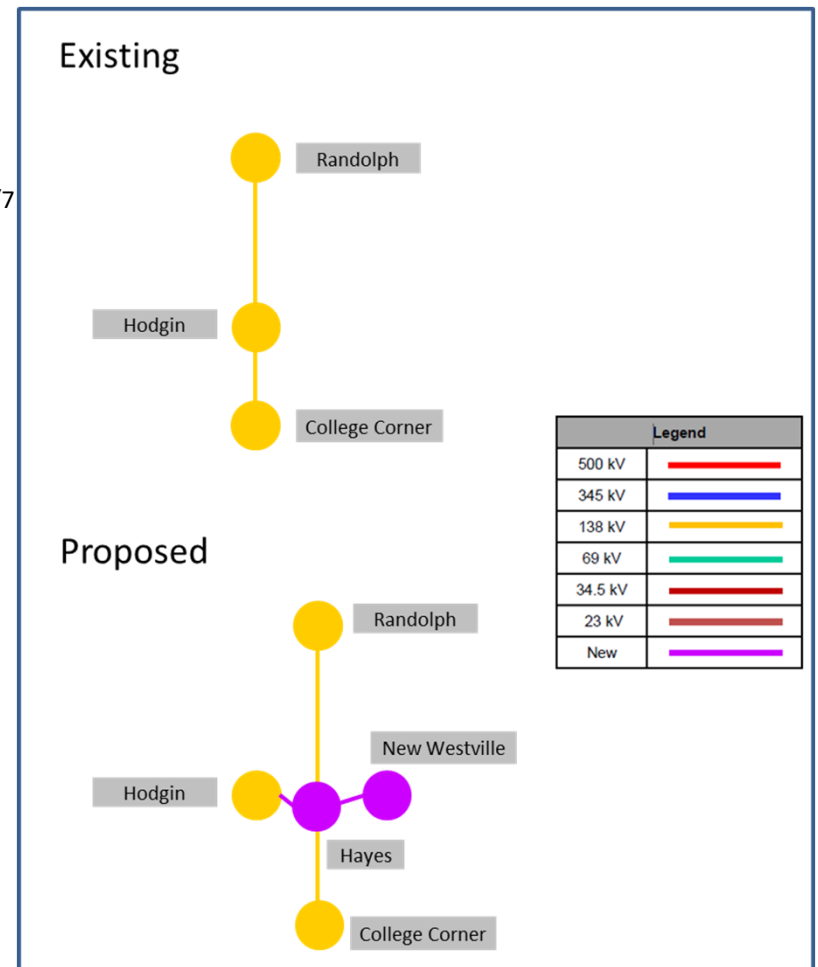 Existing
Randolph
/7
Hodgin
College Corner
Legend
500 kV
345 kV
138 kV
69 kV
34.5 kV
23 kV
New
Proposed
Randolph
New Westville
Hodgin
Hayes
College Corner